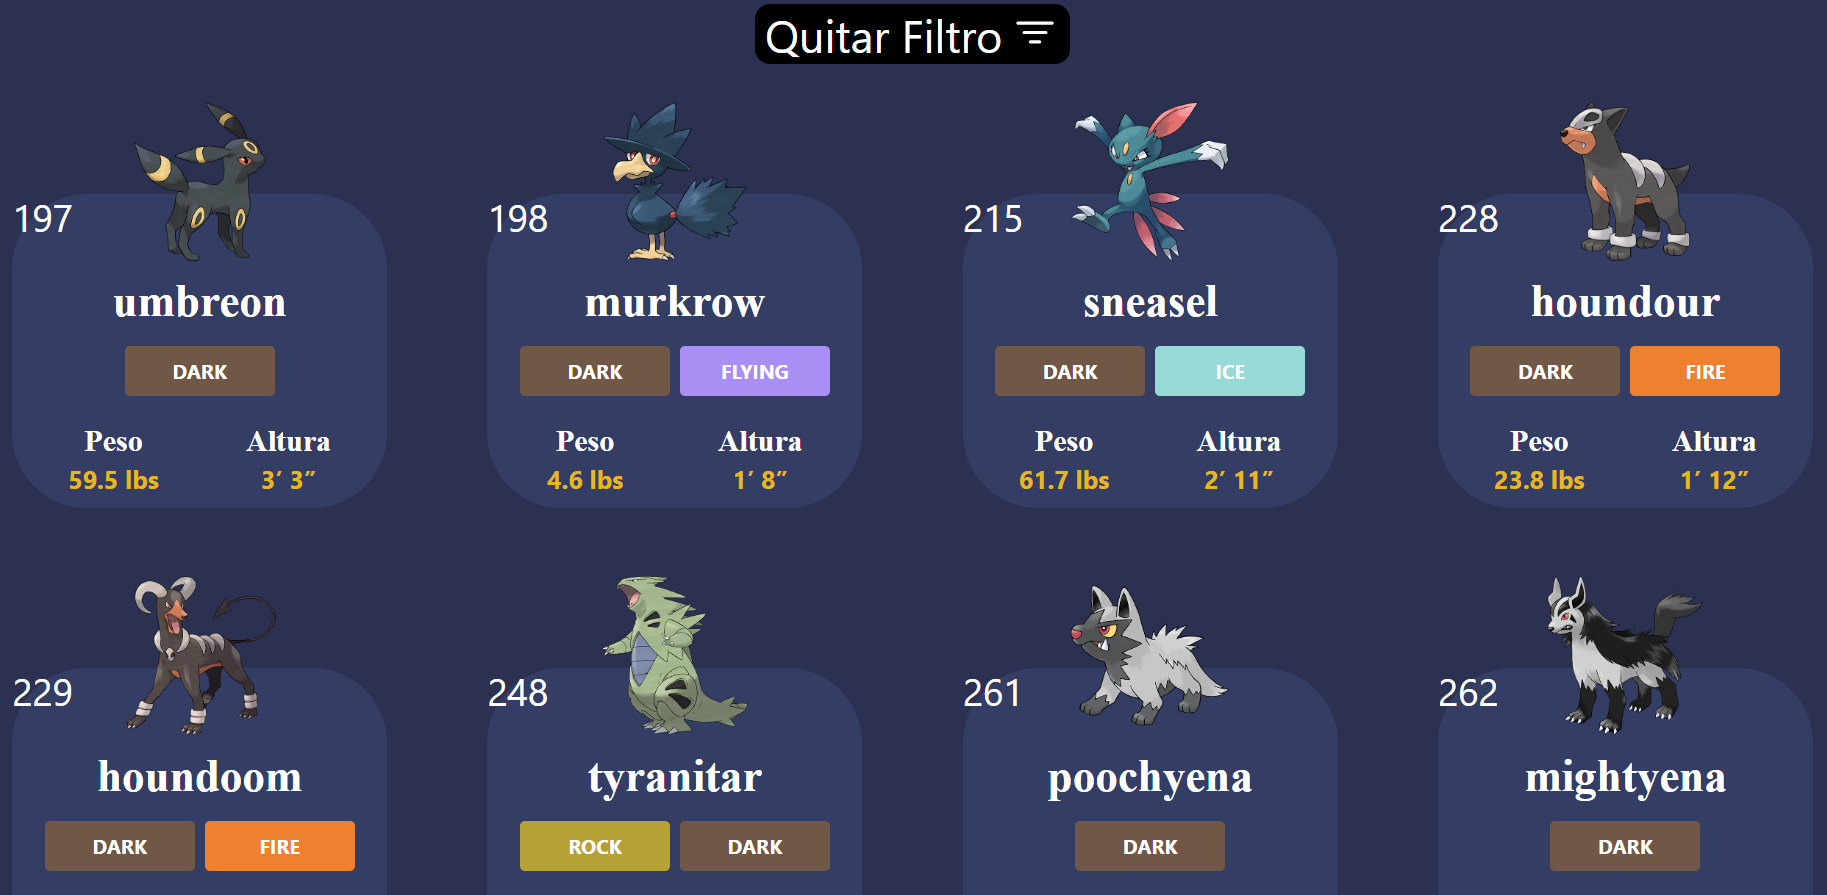 Quitar Filtro
197
umbreon
DARK
Peso Altura
59.5 lbs 3′ 3″
198
murkrow
DARK FLYING
Peso Altura
4.6 lbs 1′ 8″
215
sneasel
DARK ICE
Peso Altura
61.7 lbs 2′ 11″
228
houndour
DARK FIRE
Peso Altura
23.8 lbs 1′ 12″
229
houndoom
DARK FIRE
248
tyranitar
ROCK DARK
261
poochyena
DARK
262
mightyena
DARK